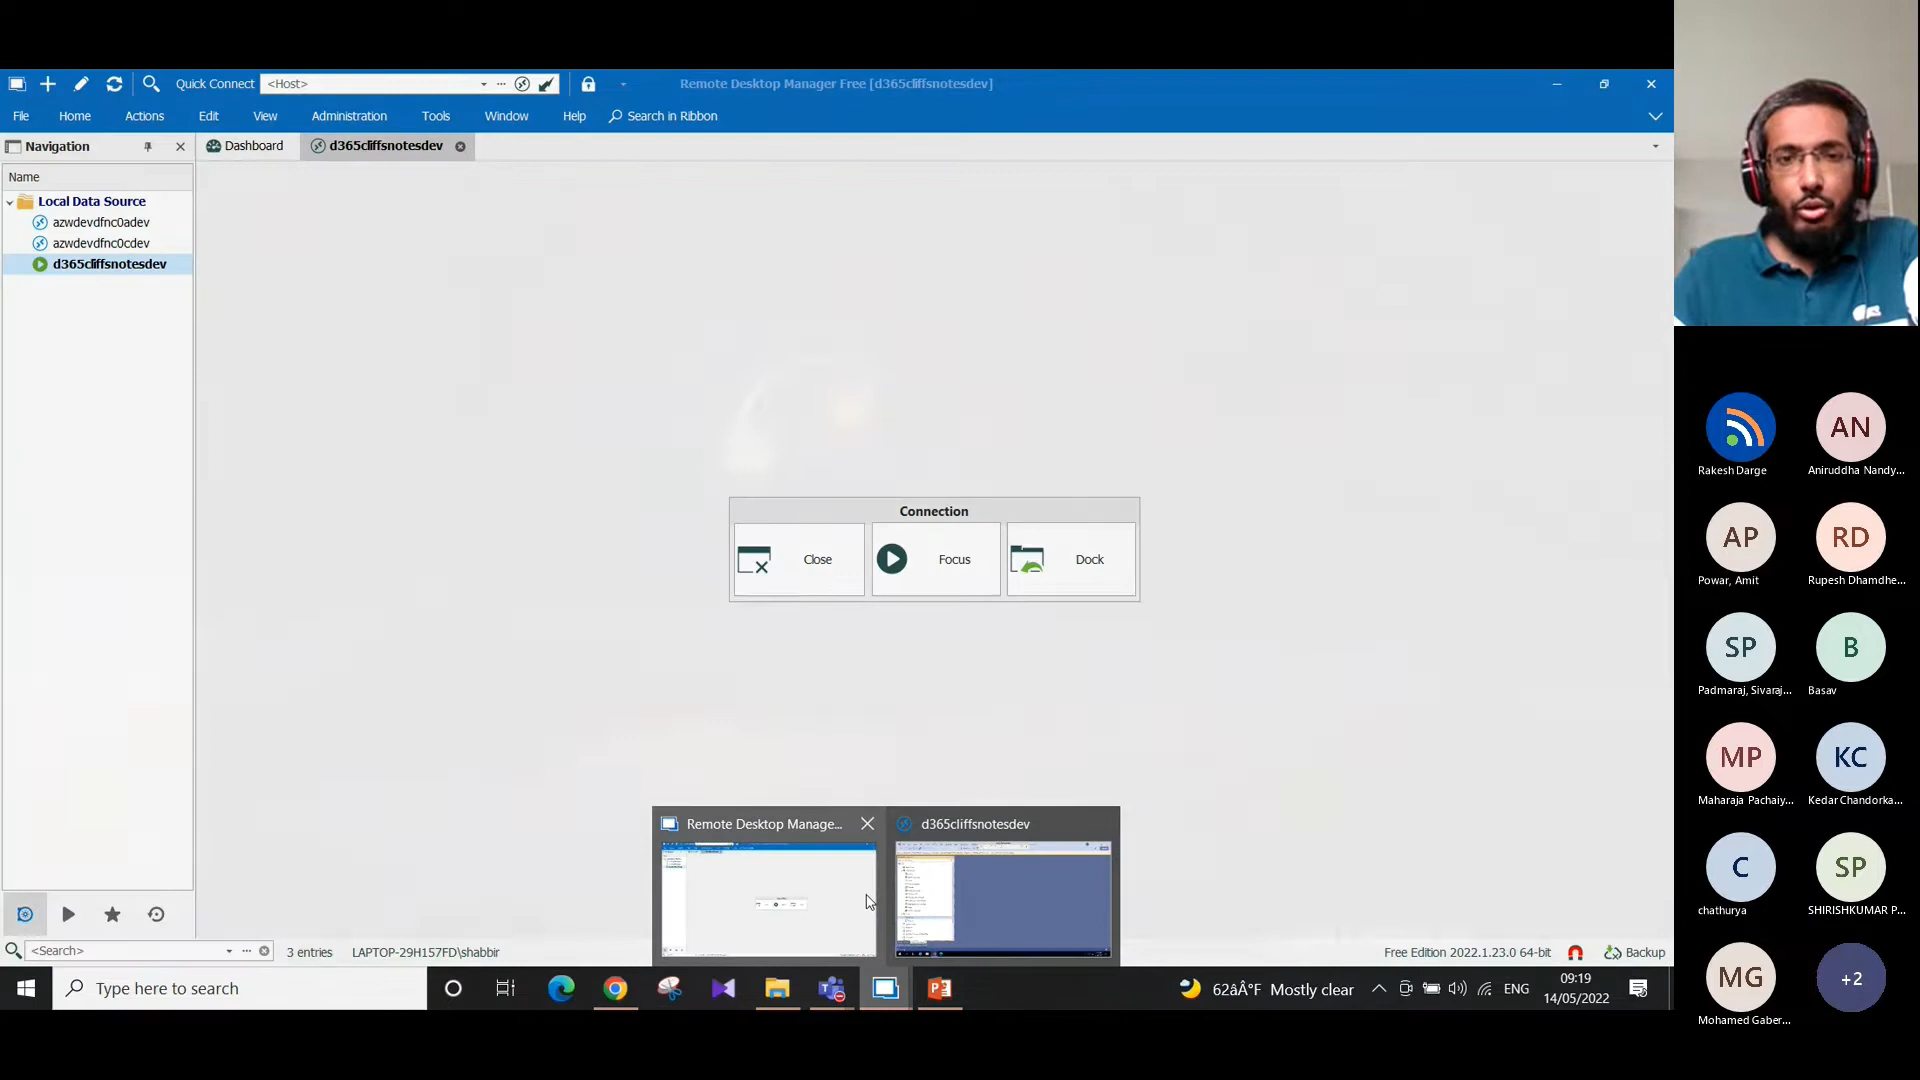 Quick Connect
<Host>
Remote Desktop Manager Free [d365cliffsnotesdev]
File
Home
Actions
Edit
View
Administration
Tools
Window
Help
Search in Ribbon
Navigation
Dashboard
d365cliffsnotesdev
Name
Local Data Source
azwdevdfnc0adev
azwdevdfnc0cdev
d365cliffsnotesdev
Connection
Close
Focus
Dock
Remote Desktop Manage...
d365cliffsnotesdev
<Search>
3 entries
LAPTOP-29H157FD\shabbir
Free Edition 2022.1.23.0 64-bit
Backup
Type here to search
62â°F Mostly clear
ENG
09:19
14/05/2022
Rakesh Darge
AN
Aniruddha Nandy...
AP
Powar, Amit
RD
Rupesh Dhamdhe...
SP
Padmaraj, Sivaraj...
B
Basav
MP
Maharaja Pachaiy...
KC
Kedar Chandorka...
C
chathurya
SP
SHIRISHKUMAR P...
MG
Mohamed Gaber...
+2